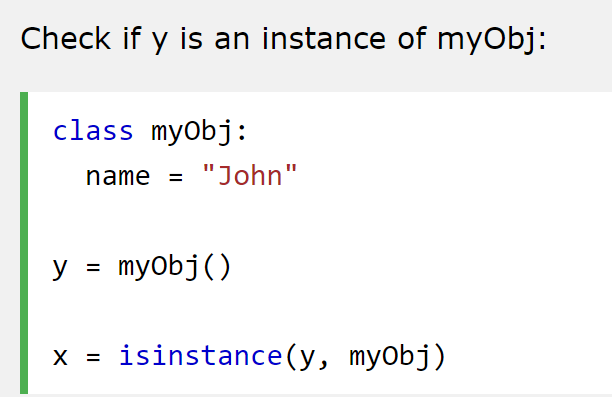 Check if y is an instance of myObj:
class myObj:
  name = "John"
y = myObj()
x = isinstance(y, myObj)